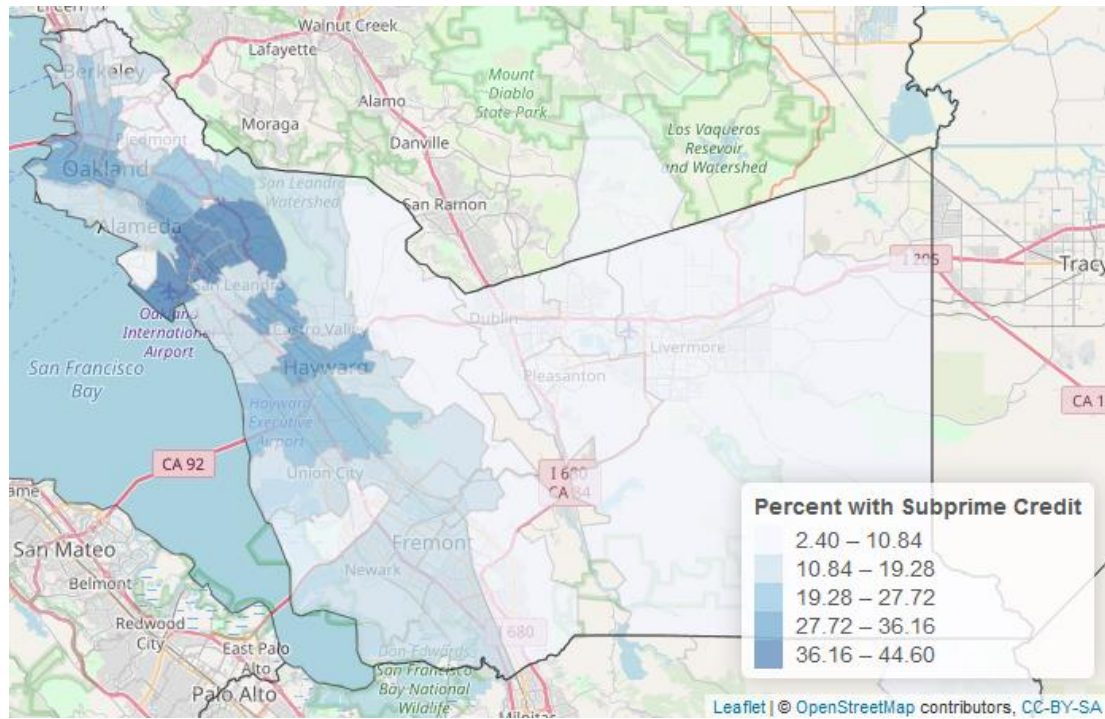 Walnut Creek
Lafayette
Berkeley
Mount
Diablo
State Park
Alamo
Moraga
Piedmont
Danville
Los Vaqueros
Resevoir
and Watershed
Oakland
San Leandro
Watershed
San Ramon
Alameda
I 205
Tracy
San Leandro
Oakland
International
Airport
Dublin
Castro Valley
Livermore
San Francisco
Bay
Hayward
Pleasanton
Hayward
Executive
Airport
CA 1
CA 92
Union City
I 680
CA 84
San Mateo
Fremont
Belmont
Newark
Redwood
City
I 680
East Palo
Alto
Don Edwards
San Francisco
Bay National
Wildlife
Palo Alto
Percent with Subprime Credit
2.40 – 10.84
10.84 – 19.28
19.28 – 27.72
27.72 – 36.16
36.16 – 44.60
Leaflet | © OpenStreetMap contributors, CC-BY-SA